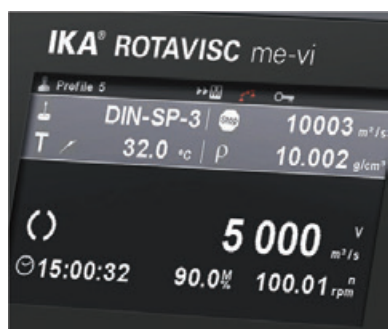 IKA® ROTAVISC me-vi
Profile 5
DIN-SP-3 STOP 10003 m²/s
T 32.0 °C ρ 10.002 g/cm³
5 000 V m²/s
15:00:32 90.0 M % 100.01 n rpm